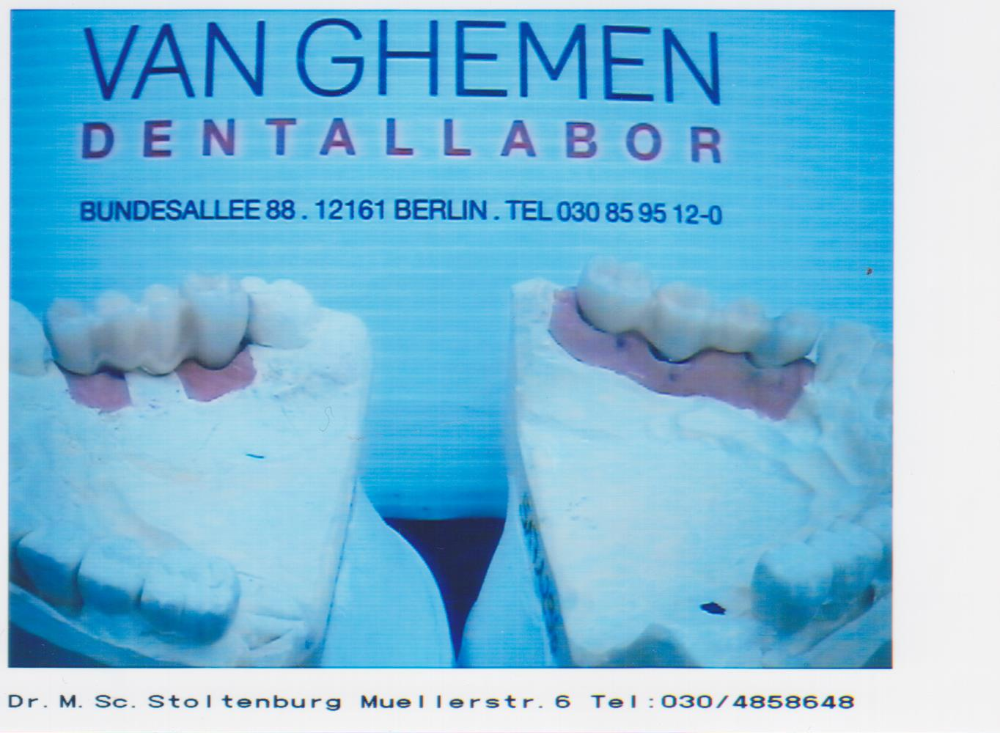 VAN GHEMEN
DENTALLABOR
BUNDESALLEE 88 . 12161 BERLIN . TEL 030 85 95 12-0
Dr. M. Sc. Stoltenburg Muellerstr. 6 Tel:030/4858648